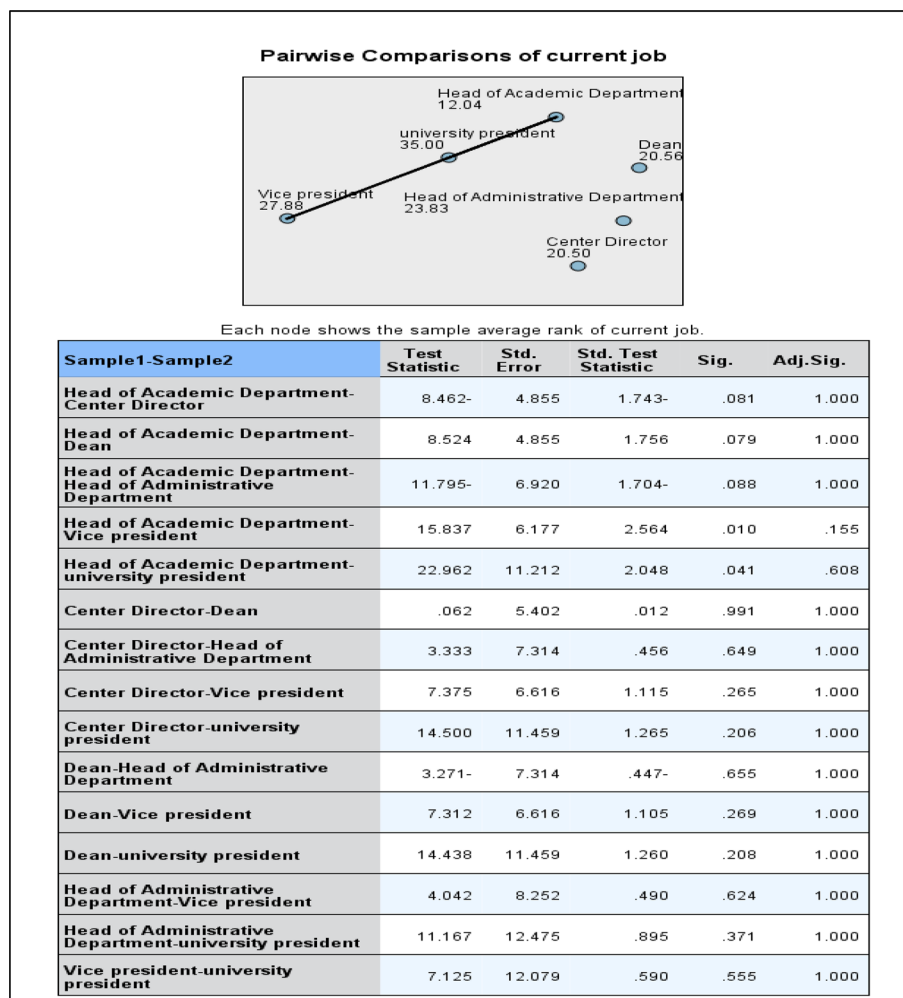 Pairwise Comparisons of current job
Head of Academic Department
12.04
university president
35.00
Dean
20.56
Vice president
27.88
Head of Administrative Department
23.83
Center Director
20.50
Each node shows the sample average rank of current job.
Sample1-Sample2 Test Statistic Std. Error Std. Test Statistic Sig. Adj.Sig.
Head of Academic Department-
Center Director 8.462- 4.855 1.743- .081 1.000
Head of Academic Department-
Dean 8.524 4.855 1.756 .079 1.000
Head of Academic Department-
Head of Administrative
Department 11.795- 6.920 1.704- .088 1.000
Head of Academic Department-
Vice president 15.837 6.177 2.564 .010 .155
Head of Academic Department-
university president 22.962 11.212 2.048 .041 .608
Center Director-Dean .062 5.402 .012 .991 1.000
Center Director-Head of
Administrative Department 3.333 7.314 .456 .649 1.000
Center Director-Vice president 7.375 6.616 1.115 .265 1.000
Center Director-university
president 14.500 11.459 1.265 .206 1.000
Dean-Head of Administrative
Department 3.271- 7.314 .447- .655 1.000
Dean-Vice president 7.312 6.616 1.105 .269 1.000
Dean-university president 14.438 11.459 1.260 .208 1.000
Head of Administrative
Department-Vice president 4.042 8.252 .490 .624 1.000
Head of Administrative
Department-university president 11.167 12.475 .895 .371 1.000
Vice president-university
president 7.125 12.079 .590 .555 1.000